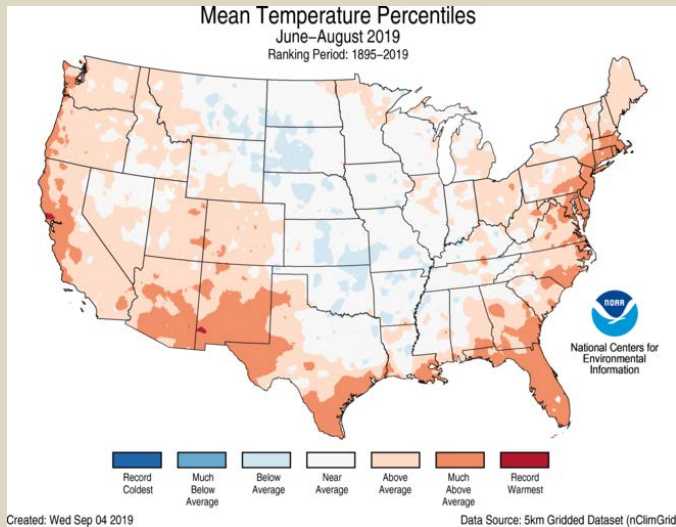 Mean Temperature Percentiles
June–August 2019
Ranking Period: 1895–2019
NOAA
National Centers for
Environmental
Information
Record
Coldest
Much
Below
Average
Below
Average
Near
Average
Above
Average
Much
Above
Average
Record
Warmest
Created: Wed Sep 04 2019
Data Source: 5km Gridded Dataset (nClimGrid